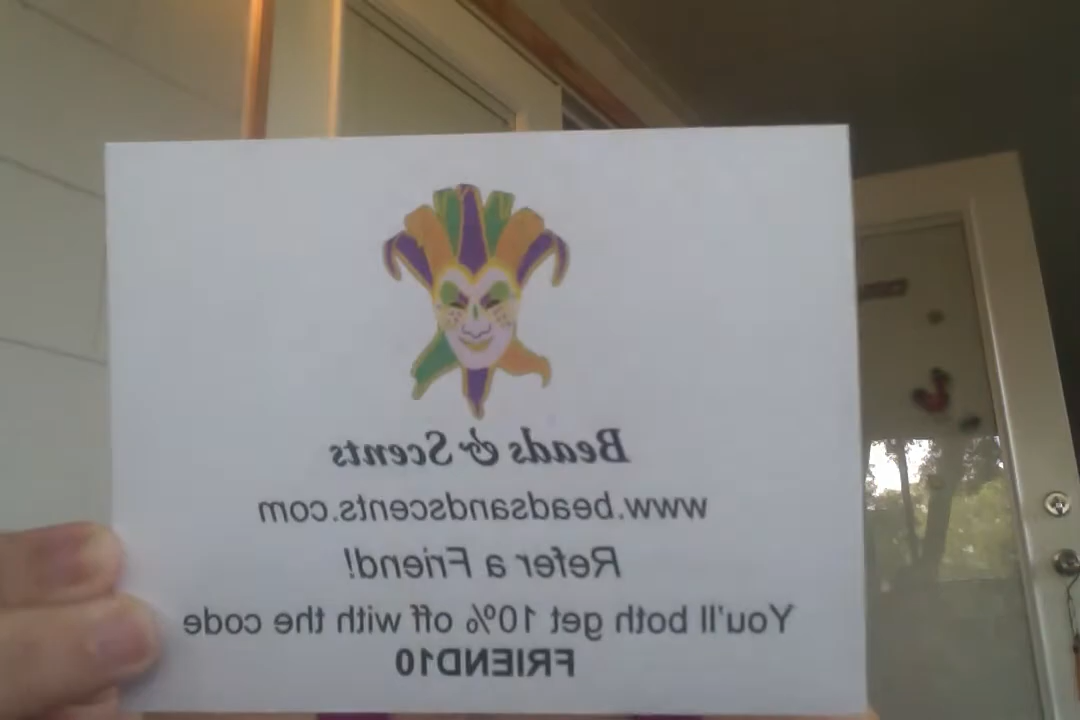 Beads & Scents
www.beadsandscents.com
Refer a Friend!
You'll both get 10% off with the code
FRIEND10